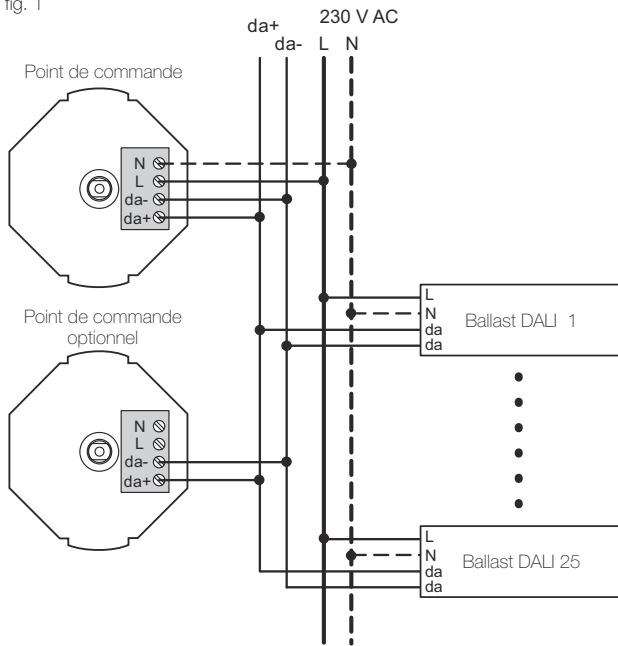 fig. 1
230 V AC
da+
da- L N
Point de commande
N
L
da-
da+
Point de commande
optionnel
N
L
da-
da+
L
N
da
da
Ballast DALI 1
L
N
da
da
Ballast DALI 25